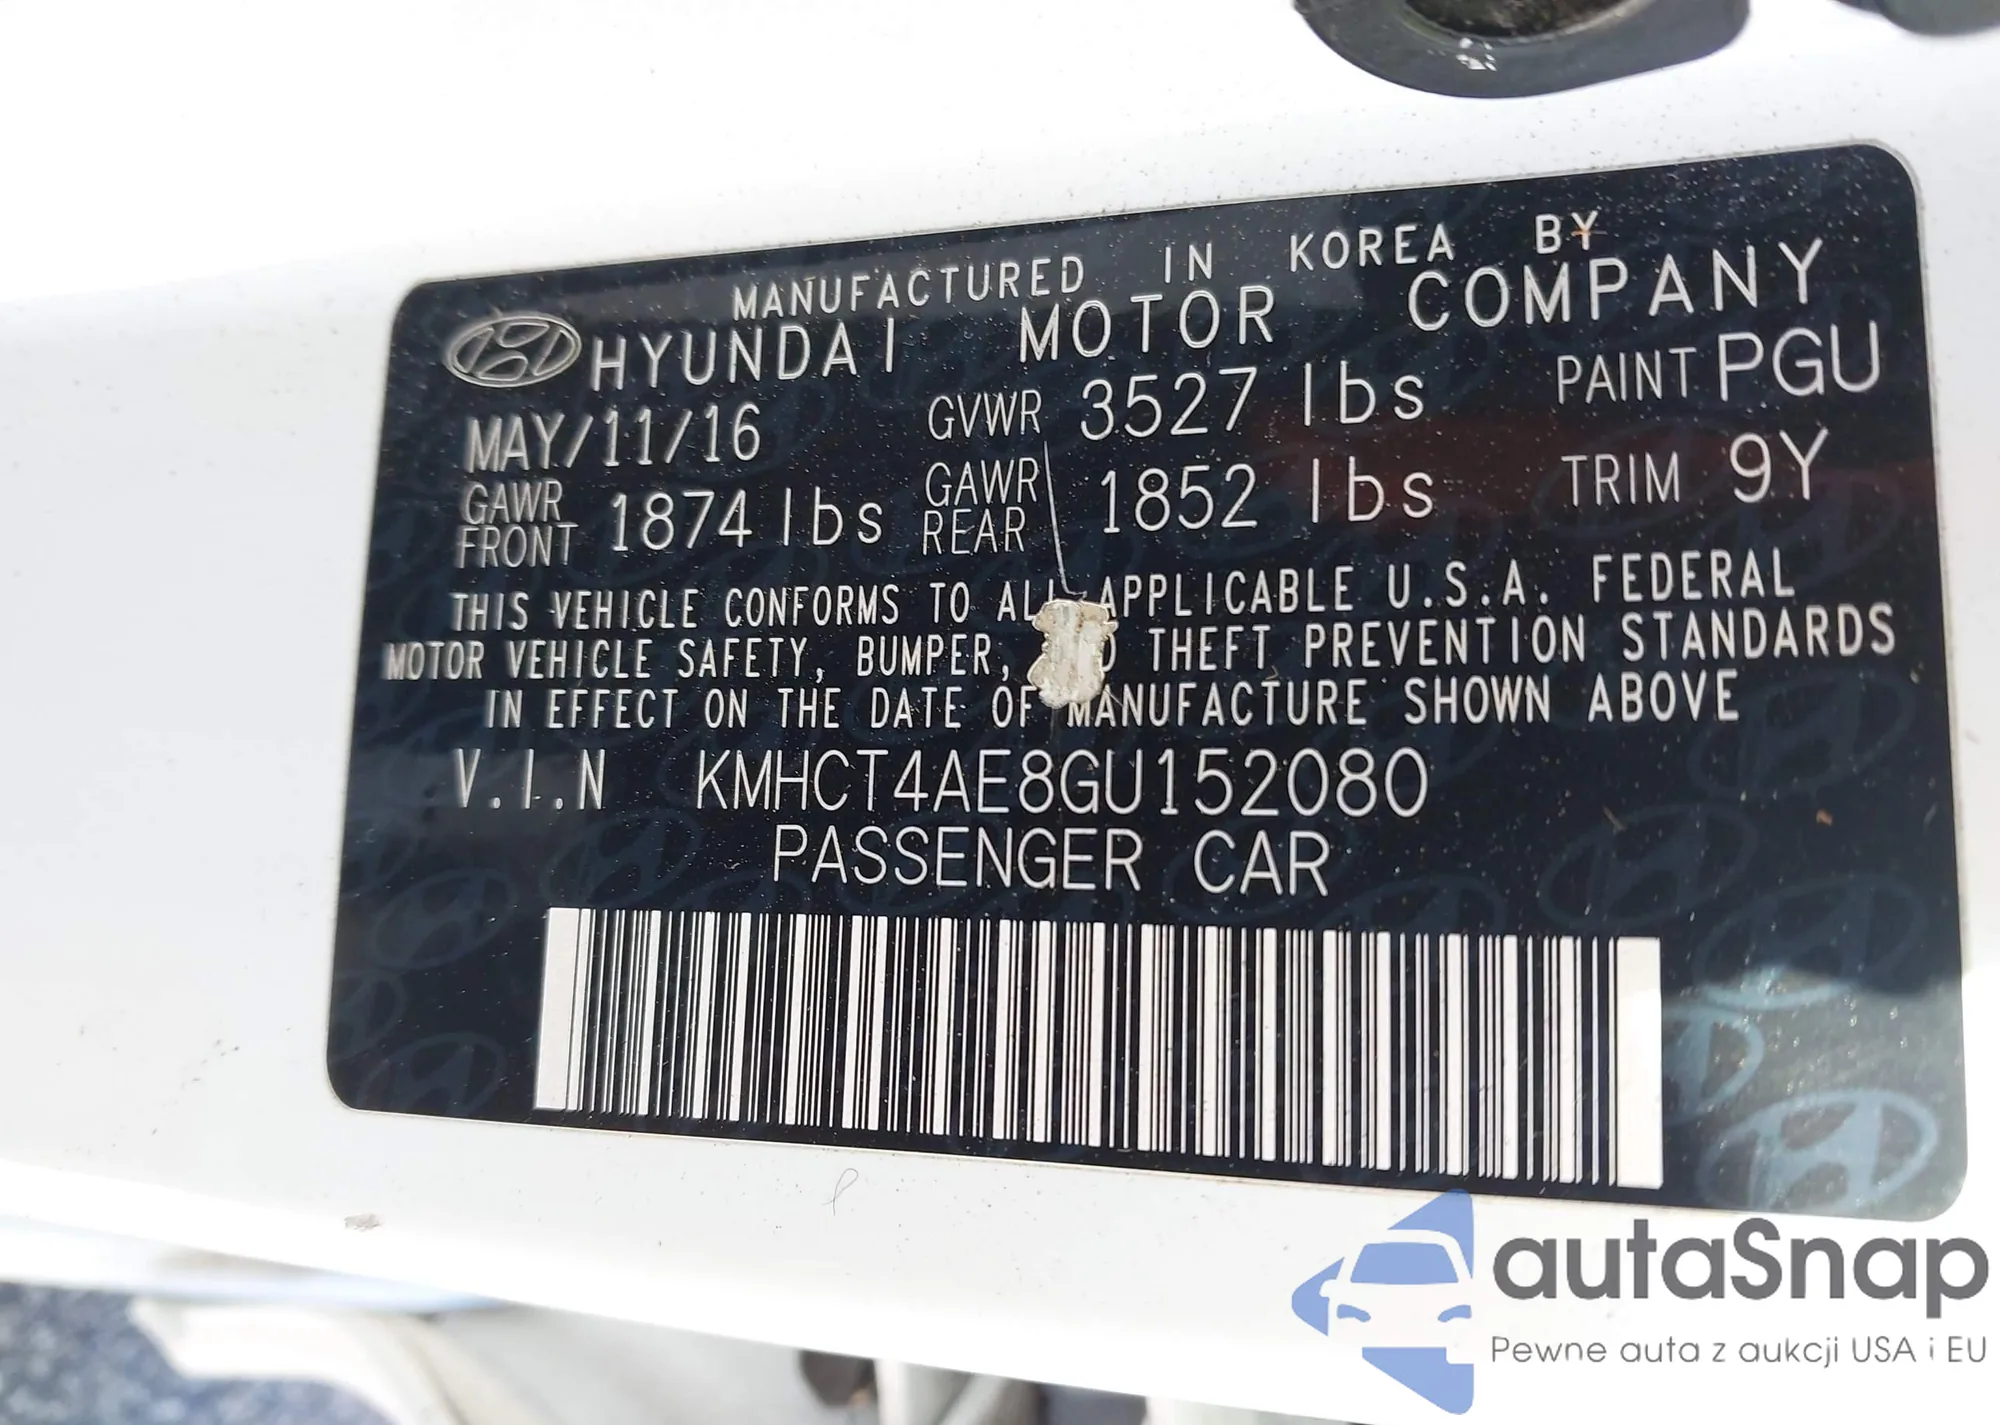 MANUFACTURED IN KOREA BY
HYUNDAI MOTOR COMPANY
MAY/11/16 GVWR 3527 lbs PAINT PGU
GAWR FRONT 1874 lbs GAWR REAR 1852 lbs TRIM 9Y
THIS VEHICLE CONFORMS TO ALL APPLICABLE U.S.A. FEDERAL
MOTOR VEHICLE SAFETY, BUMPER, THEFT PREVENTION STANDARDS
IN EFFECT ON THE DATE OF MANUFACTURE SHOWN ABOVE
V.I.N KMHCT4AE8GU152080
PASSENGER CAR
autaSnap
Pewne auta z aukcji USA i EU